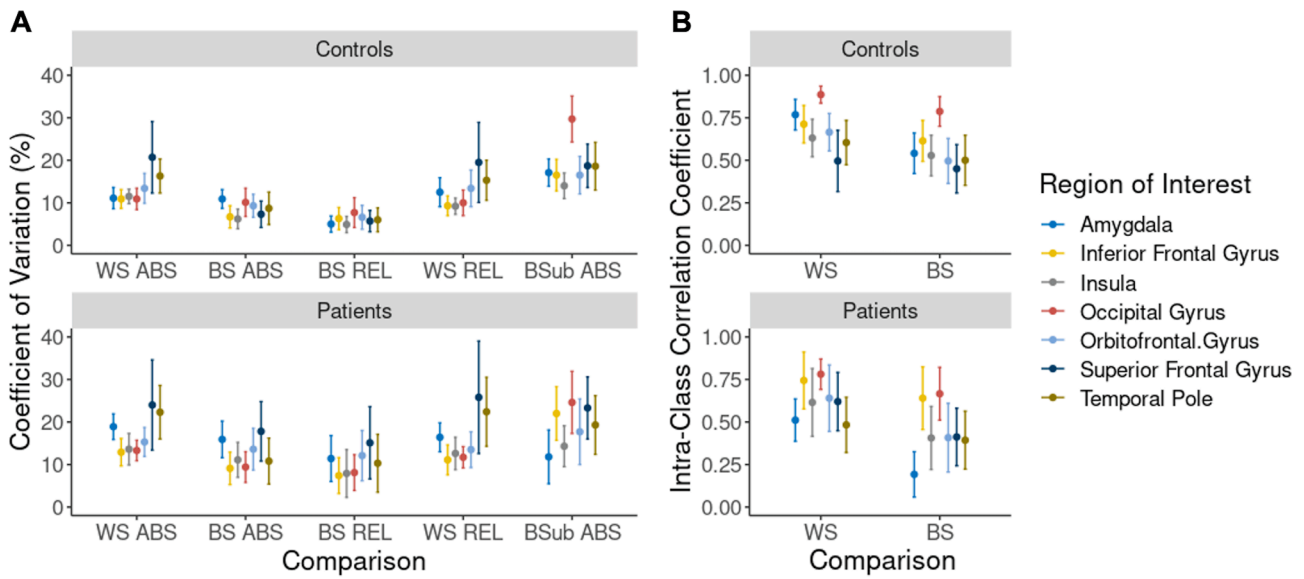 A
B
Controls
Controls
Coefficient of Variation (%)
40
30
20
10
0
WS ABS BS ABS BS REL WS REL BSub ABS
Patients
40
30
20
10
0
WS ABS BS ABS BS REL WS REL BSub ABS
Comparison
Intra-Class Correlation Coefficient
1.00
0.75
0.50
0.25
0.00
WS BS
Patients
1.00
0.75
0.50
0.25
0.00
WS BS
Comparison
Region of Interest
Amygdala
Inferior Frontal Gyrus
Insula
Occipital Gyrus
Orbitofrontal.Gyrus
Superior Frontal Gyrus
Temporal Pole